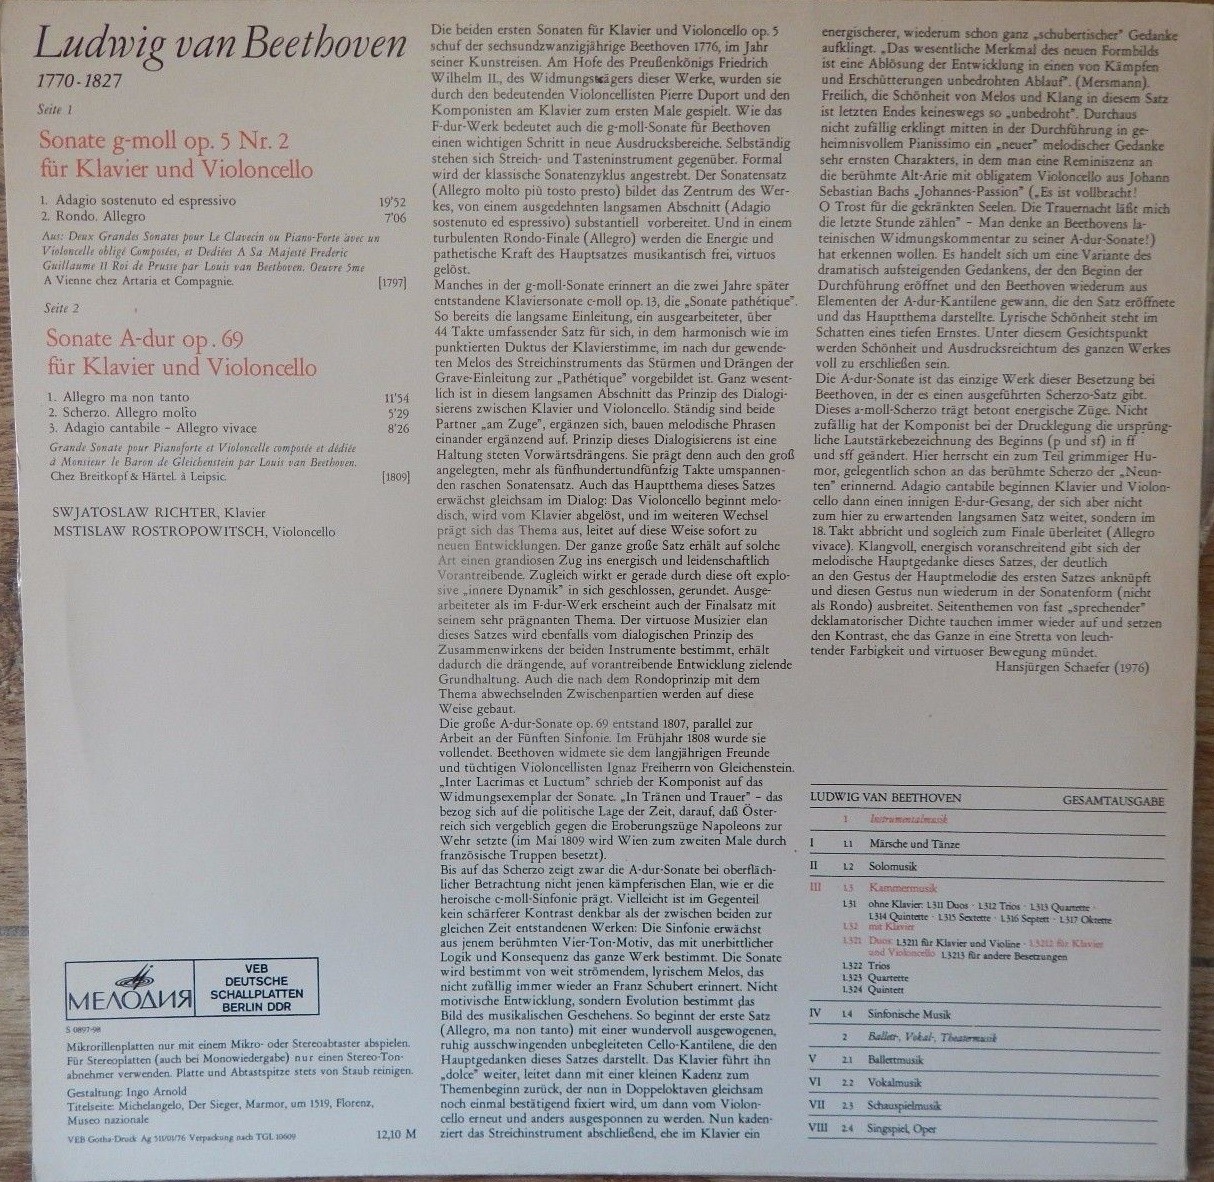 Ludwig van Beethoven
1770-1827
Seite 1
Sonate g-moll op. 5 Nr. 2
für Klavier und Violoncello
1. Adagio sostenuto ed espressivo 19'52
2. Rondo. Allegro 7'06
Aus: Deux Grandes Sonates pour Le Clavecin ou Piano-Forte avec un
Violoncelle obligé Composées, et Dediées A Sa Majesté Frederic
Guillaume II Roi de Prusse par Louis van Beethoven. Oeuvre 5me
A Vienne chez Artaria et Compagnie. [1797]
Seite 2
Sonate A-dur op. 69
für Klavier und Violoncello
1. Allegro ma non tanto 11'54
2. Scherzo. Allegro molto 5'29
3. Adagio cantabile – Allegro vivace 8'26
Grande Sonate pour Pianoforte et Violoncelle composée et dédiée
à Monsieur le Baron de Gleichenstein par Louis van Beethoven.
Chez Breitkopf & Härtel. à Leipsic. [1809]
SWJATOSLAW RICHTER, Klavier
MSTISLAW ROSTROPOWITSCH, Violoncello
МЕЛОДИЯ
VEB
DEUTSCHE
SCHALLPLATTEN
BERLIN DDR
S 0897-98
Mikrorillenplatten nur mit einem Mikro- oder Stereoabtaster abspielen.
Für Stereoplatten (auch bei Monowiedergabe) nur einen Stereo-Ton-
abnehmer verwenden. Platte und Abtastspitze stets von Staub reinigen.
Gestaltung: Ingo Arnold
Titelseite: Michelangelo, Der Sieger, Marmor, um 1519, Florenz,
Museo nazionale
VEB Gotha-Druck Ag 511/01/76 Verpackung nach TGL 10609 12,10 M
Die beiden ersten Sonaten für Klavier und Violoncello op. 5
schuf der sechsundzwanzigjährige Beethoven 1776, im Jahr
seiner Kunstreisen. Am Hofe des Preußenkönigs Friedrich
Wilhelm II., des Widmungsträgers dieser Werke, wurden sie
durch den bedeutenden Violoncellisten Pierre Duport und den
Komponisten am Klavier zum ersten Male gespielt. Wie das
F-dur-Werk bedeutet auch die g-moll-Sonate für Beethoven
einen wichtigen Schritt in neue Ausdrucksbereiche. Selbständig
stehen sich Streich- und Tasteninstrument gegenüber. Formal
wird der klassische Sonatenzyklus angestrebt. Der Sonatensatz
(Allegro molto più tosto presto) bildet das Zentrum des Wer-
kes, von einem ausgedehnten langsamen Abschnitt (Adagio
sostenuto ed espressivo) substantiell vorbereitet. Und in einem
turbulenten Rondo-Finale (Allegro) werden die Energie und
pathetische Kraft des Hauptsatzes musikantisch frei, virtuos
gelöst.
Manches in der g-moll-Sonate erinnert an die zwei Jahre später
entstandene Klaviersonate c-moll op. 13, die „Sonate pathétique".
So bereits die langsame Einleitung, ein ausgearbeiteter, über
44 Takte umfassender Satz für sich, in dem harmonisch wie im
punktierten Duktus der Klavierstimme, im nach dur gewende-
ten Melos des Streichinstruments das Stürmen und Drängen der
Grave-Einleitung zur „Pathétique" vorgebildet ist. Ganz wesent-
lich ist in diesem langsamen Abschnitt das Prinzip des Dialogi-
sierens zwischen Klavier und Violoncello. Ständig sind beide
Partner „am Zuge", ergänzen sich, bauen melodische Phrasen
einander ergänzend auf. Prinzip dieses Dialogisierens ist eine
Haltung steten Vorwärtsdrängens. Sie prägt denn auch den groß
angelegten, mehr als fünfhundertundfünfzig Takte umspannen-
den raschen Sonatensatz. Auch das Hauptthema dieses Satzes
erwächst gleichsam im Dialog: Das Violoncello beginnt melo-
disch, wird vom Klavier abgelöst, und im weiteren Wechsel
prägt sich das Thema aus, leitet auf diese Weise sofort zu
neuen Entwicklungen. Der ganze große Satz erhält auf solche
Art einen grandiosen Zug ins energisch und leidenschaftlich
Vorantreibende. Zugleich wirkt er gerade durch diese oft explo-
sive „innere Dynamik" in sich geschlossen, gerundet. Ausge-
arbeiteter als im F-dur-Werk erscheint auch der Finalsatz mit
seinem sehr prägnanten Thema. Der virtuose Musizier elan
dieses Satzes wird ebenfalls vom dialogischen Prinzip des
Zusammenwirkens der beiden Instrumente bestimmt, erhält
dadurch die drängende, auf vorantreibende Entwicklung zielende
Grundhaltung. Auch die nach dem Rondoprinzip mit dem
Thema abwechselnden Zwischenpartien werden auf diese
Weise gebaut.
Die große A-dur-Sonate op. 69 entstand 1807, parallel zur
Arbeit an der Fünften Sinfonie. Im Frühjahr 1808 wurde sie
vollendet. Beethoven widmete sie dem langjährigen Freunde
und tüchtigen Violoncellisten Ignaz Freiherrn von Gleichenstein.
„Inter Lacrimas et Luctum" schrieb der Komponist auf das
Widmungsexemplar der Sonate. „In Tränen und Trauer" – das
bezog sich auf die politische Lage der Zeit, darauf, daß Öster-
reich sich vergeblich gegen die Eroberungszüge Napoleons zur
Wehr setzte (im Mai 1809 wird Wien zum zweiten Male durch
französische Truppen besetzt).
Bis auf das Scherzo zeigt zwar die A-dur-Sonate bei oberfläch-
licher Betrachtung nicht jenen kämpferischen Elan, wie er die
heroische c-moll-Sinfonie prägt. Vielleicht ist im Gegenteil
kein schärferer Kontrast denkbar als der zwischen beiden zur
gleichen Zeit entstandenen Werken: Die Sinfonie erwächst
aus jenem berühmten Vier-Ton-Motiv, das mit unerbittlicher
Logik und Konsequenz das ganze Werk bestimmt. Die Sonate
wird bestimmt von weit strömendem, lyrischem Melos, das
nicht zufällig immer wieder an Franz Schubert erinnert. Nicht
motivische Entwicklung, sondern Evolution bestimmt das
Bild des musikalischen Geschehens. So beginnt der erste Satz
(Allegro, ma non tanto) mit einer wundervoll ausgewogenen,
ruhig ausschwingenden unbegleiteten Cello-Kantilene, die den
Hauptgedanken dieses Satzes darstellt. Das Klavier führt ihn
„dolce" weiter, leitet dann mit einer kleinen Kadenz zum
Themenbeginn zurück, der nun in Doppeloktaven gleichsam
noch einmal bestätigend fixiert wird, um dann vom Violon-
cello erneut und anders ausgesponnen zu werden. Nun kaden-
ziert das Streichinstrument abschließend, ehe im Klavier ein
energischerer, wiederum schon ganz „schubertischer" Gedanke
aufklingt. „Das wesentliche Merkmal des neuen Formbilds
ist eine Ablösung der Entwicklung in einen von Kämpfen
und Erschütterungen unbedrohten Ablauf". (Mersmann).
Freilich, die Schönheit von Melos und Klang in diesem Satz
ist letzten Endes keineswegs so „unbedroht". Durchaus
nicht zufällig erklingt mitten in der Durchführung in ge-
heimnisvollem Pianissimo ein „neuer" melodischer Gedanke
sehr ernsten Charakters, in dem man eine Reminiszenz an
die berühmte Alt-Arie mit obligatem Violoncello aus Johann
Sebastian Bachs „Johannes-Passion" („Es ist vollbracht!
O Trost für die gekränkten Seelen. Die Trauernacht läßt mich
die letzte Stunde zählen" – Man denke an Beethovens la-
teinischen Widmungskommentar zu seiner A-dur-Sonate!)
hat erkennen wollen. Es handelt sich um eine Variante des
dramatisch aufsteigenden Gedankens, der den Beginn der
Durchführung eröffnet und den Beethoven wiederum aus
Elementen der A-dur-Kantilene gewann, die den Satz eröffnete
und das Hauptthema darstellte. Lyrische Schönheit steht im
Schatten eines tiefen Ernstes. Unter diesem Gesichtspunkt
werden Schönheit und Ausdrucksreichtum des ganzen Werkes
voll zu erschließen sein.
Die A-dur-Sonate ist das einzige Werk dieser Besetzung bei
Beethoven, in der es einen ausgeführten Scherzo-Satz gibt.
Dieses a-moll-Scherzo trägt betont energische Züge. Nicht
zufällig hat der Komponist bei der Drucklegung die ursprüng-
liche Lautstärkebezeichnung des Beginns (p und sf) in ff
und sff geändert. Hier herrscht ein zum Teil grimmiger Hu-
mor, gelegentlich schon an das berühmte Scherzo der „Neun-
ten" erinnernd. Adagio cantabile beginnen Klavier und Violon-
cello dann einen innigen E-dur-Gesang, der sich aber nicht
zum hier zu erwartenden langsamen Satz weitet, sondern im
18. Takt abbricht und sogleich zum Finale überleitet (Allegro
vivace). Klangvoll, energisch voranschreitend gibt sich der
melodische Hauptgedanke dieses Satzes, der deutlich
an den Gestus der Hauptmelodie des ersten Satzes anknüpft
und diesen Gestus nun wiederum in der Sonatenform (nicht
als Rondo) ausbreitet. Seitenthemen von fast „sprechender"
deklamatorischer Dichte tauchen immer wieder auf und setzen
den Kontrast, ehe das Ganze in eine Stretta von leuch-
tender Farbigkeit und virtuoser Bewegung mündet.
Hansjürgen Schaefer (1976)
LUDWIG VAN BEETHOVEN GESAMTAUSGABE
1 Instrumentalmusik
I 1.1 Märsche und Tänze
II 1.2 Solomusik
III 1.3 Kammermusik
1.31 ohne Klavier: 1.311 Duos · 1.312 Trios · 1.313 Quartette ·
1.314 Quintette · 1.315 Sextette · 1.316 Septett · 1.317 Oktette
1.32 mit Klavier
1.321 Duos: 1.3211 für Klavier und Violine · 1.3212 für Klavier
und Violoncello 1.3213 für andere Besetzungen
1.322 Trios
1.323 Quartette
1.324 Quintett
IV 1.4 Sinfonische Musik
2 Ballett-, Vokal-, Theatermusik
V 2.1 Ballettmusik
VI 2.2 Vokalmusik
VII 2.3 Schauspielmusik
VIII 2.4 Singspiel, Oper